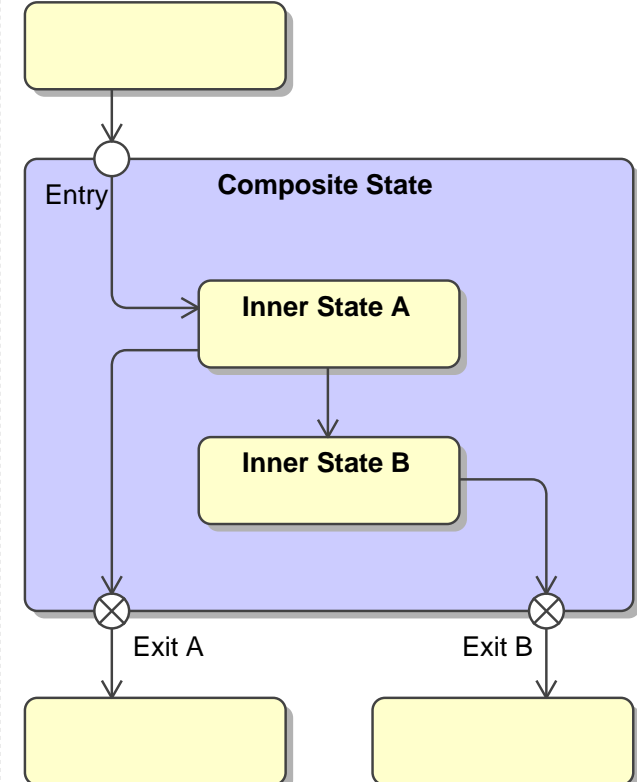 Composite State
Entry
Inner State A
Inner State B
Exit A
Exit B